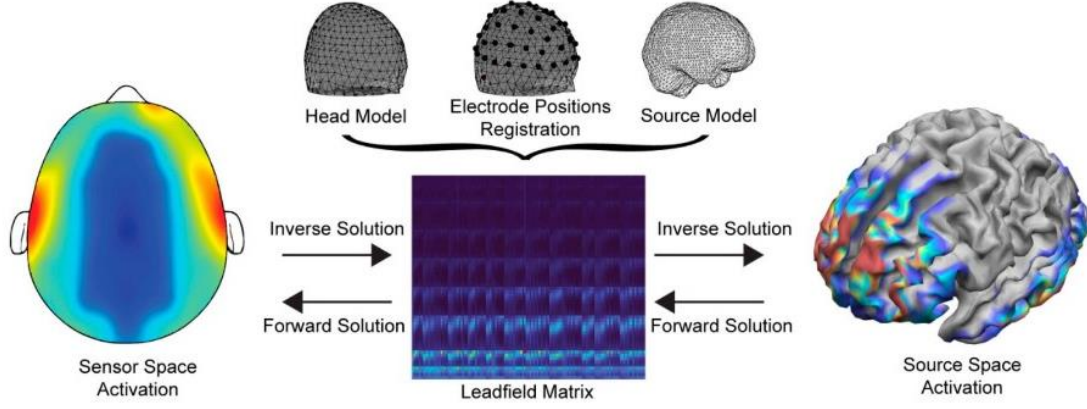 Head Model
Electrode Positions
Registration
Source Model
Inverse Solution
Inverse Solution
Forward Solution
Forward Solution
Sensor Space
Activation
Leadfield Matrix
Source Space
Activation